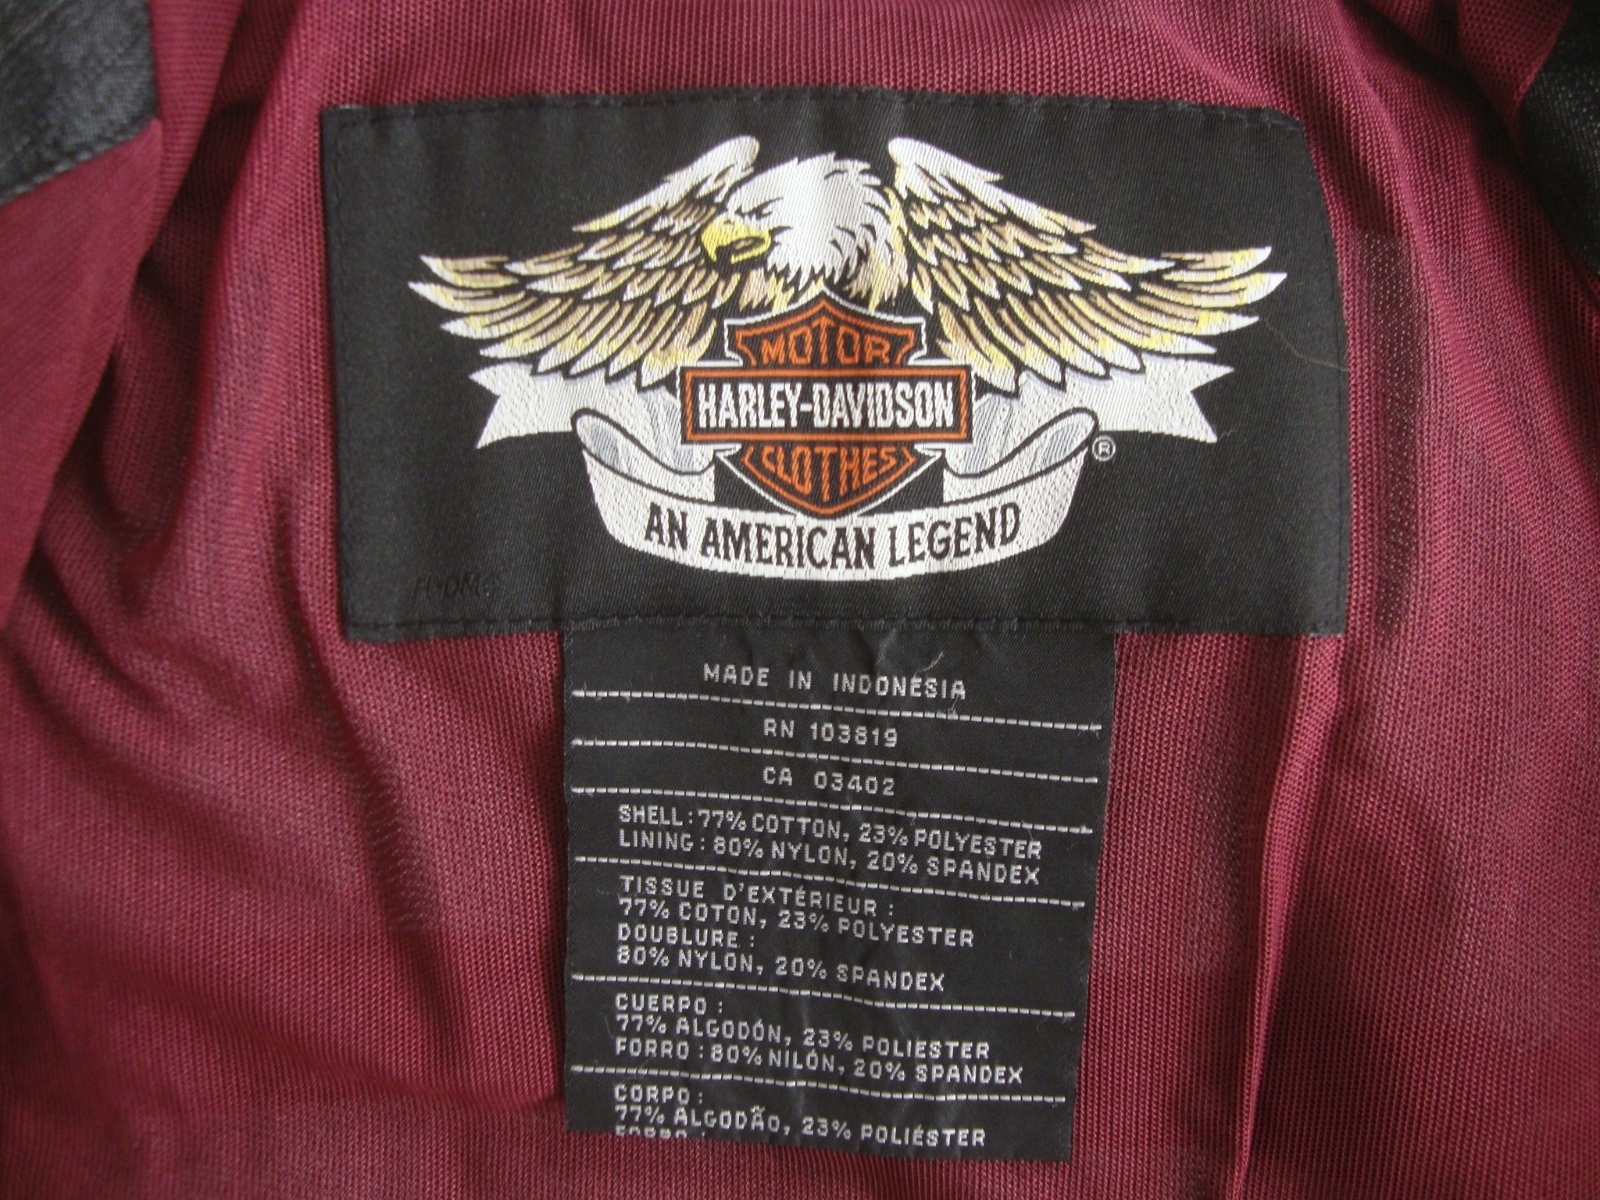 MOTOR
HARLEY-DAVIDSON
CLOTHES
®
AN AMERICAN LEGEND
MADE IN INDONESIA
RN 103819
CA 03402
SHELL: 77% COTTON, 23% POLYESTER
LINING: 80% NYLON, 20% SPANDEX
TISSUE D'EXTÉRIEUR :
77% COTON, 23% POLYESTER
DOUBLURE :
80% NYLON, 20% SPANDEX
CUERPO :
77% ALGODÓN, 23% POLIESTER
FORRO : 80% NILÓN, 20% SPANDEX
CORPO :
77% ALGODÃO, 23% POLIÉSTER
FORRO :